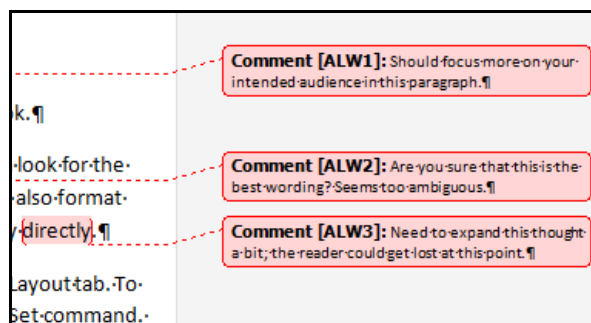 Comment [ALW1]: Should focus more on your
intended audience in this paragraph.¶
k.¶
look for the
Comment [ALW2]: Are you sure that this is the
best wording? Seems too ambiguous.¶
also format
directly.¶
Comment [ALW3]: Need to expand this thought
a bit; the reader could get lost at this point.¶
Layout tab. To
Set command.